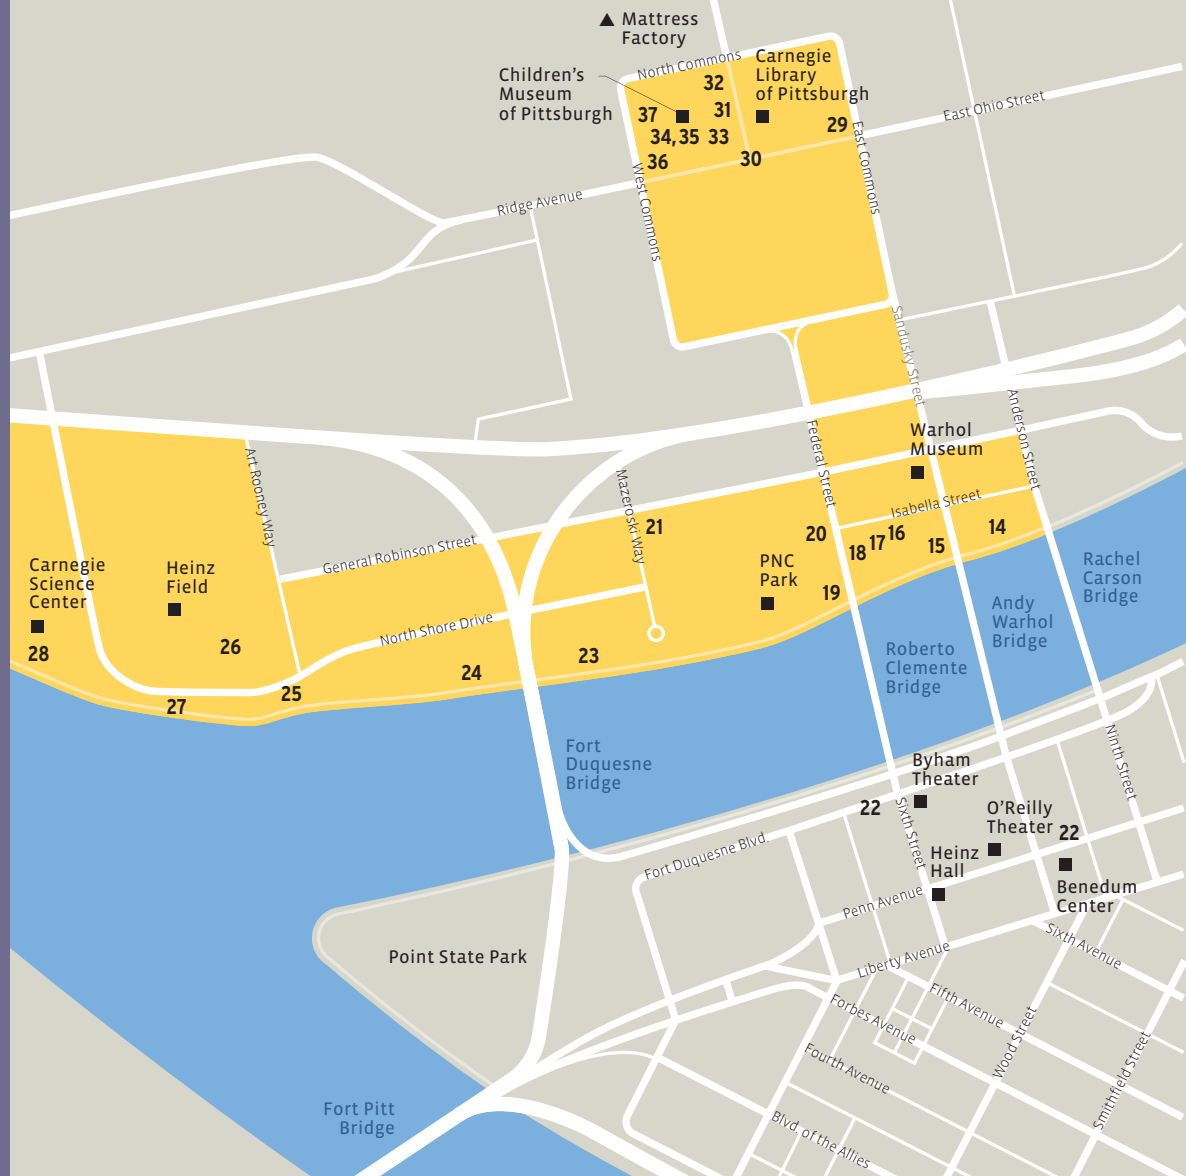 Mattress
Factory
North Commons
Carnegie
Library
of Pittsburgh
Children's
Museum
of Pittsburgh
32
37
31
29
34, 35
33
36
30
East Ohio Street
East Commons
West Commons
Ridge Avenue
Sandusky Street
Anderson Street
Federal Street
Warhol
Museum
Isabella Street
Art Rooney Way
Mazeroski Way
General Robinson Street
21
20
18
17
16
15
14
19
PNC
Park
Carnegie
Science
Center
28
Heinz
Field
26
North Shore Drive
27
25
24
23
Rachel
Carson
Bridge
Andy
Warhol
Bridge
Roberto
Clemente
Bridge
Fort
Duquesne
Bridge
Ninth Street
Byham
Theater
22
Sixth Street
O'Reilly
Theater
22
Heinz
Hall
Benedum
Center
Fort Duquesne Blvd.
Penn Avenue
Liberty Avenue
Sixth Avenue
Point State Park
Fifth Avenue
Forbes Avenue
Fourth Avenue
Wood Street
Smithfield Street
Blvd. of the Allies
Fort Pitt
Bridge